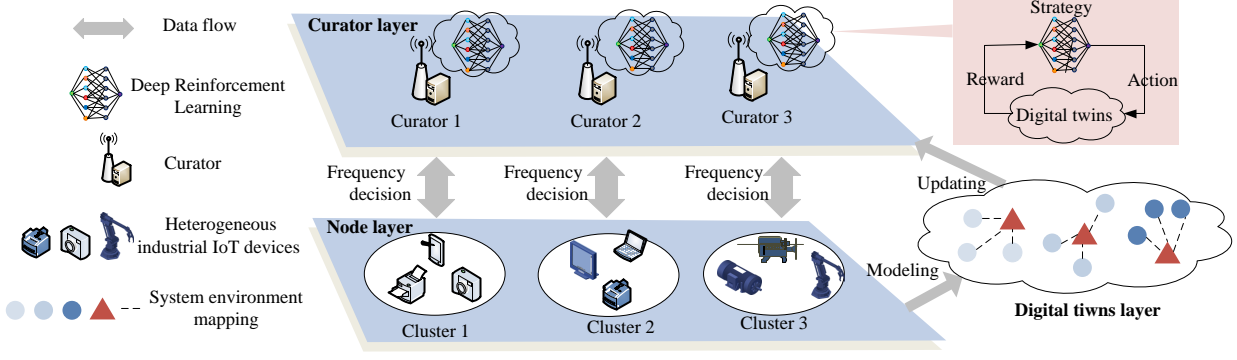 Data flow
Deep Reinforcement
Learning
Curator
Heterogeneous
industrial IoT devices
System environment
mapping
Curator layer
Curator 1
Curator 2
Curator 3
Frequency
decision
Frequency
decision
Frequency
decision
Node layer
Cluster 1
Cluster 2
Cluster 3
Strategy
Reward
Action
Digital twins
Updating
Modeling
Digital tiwns layer